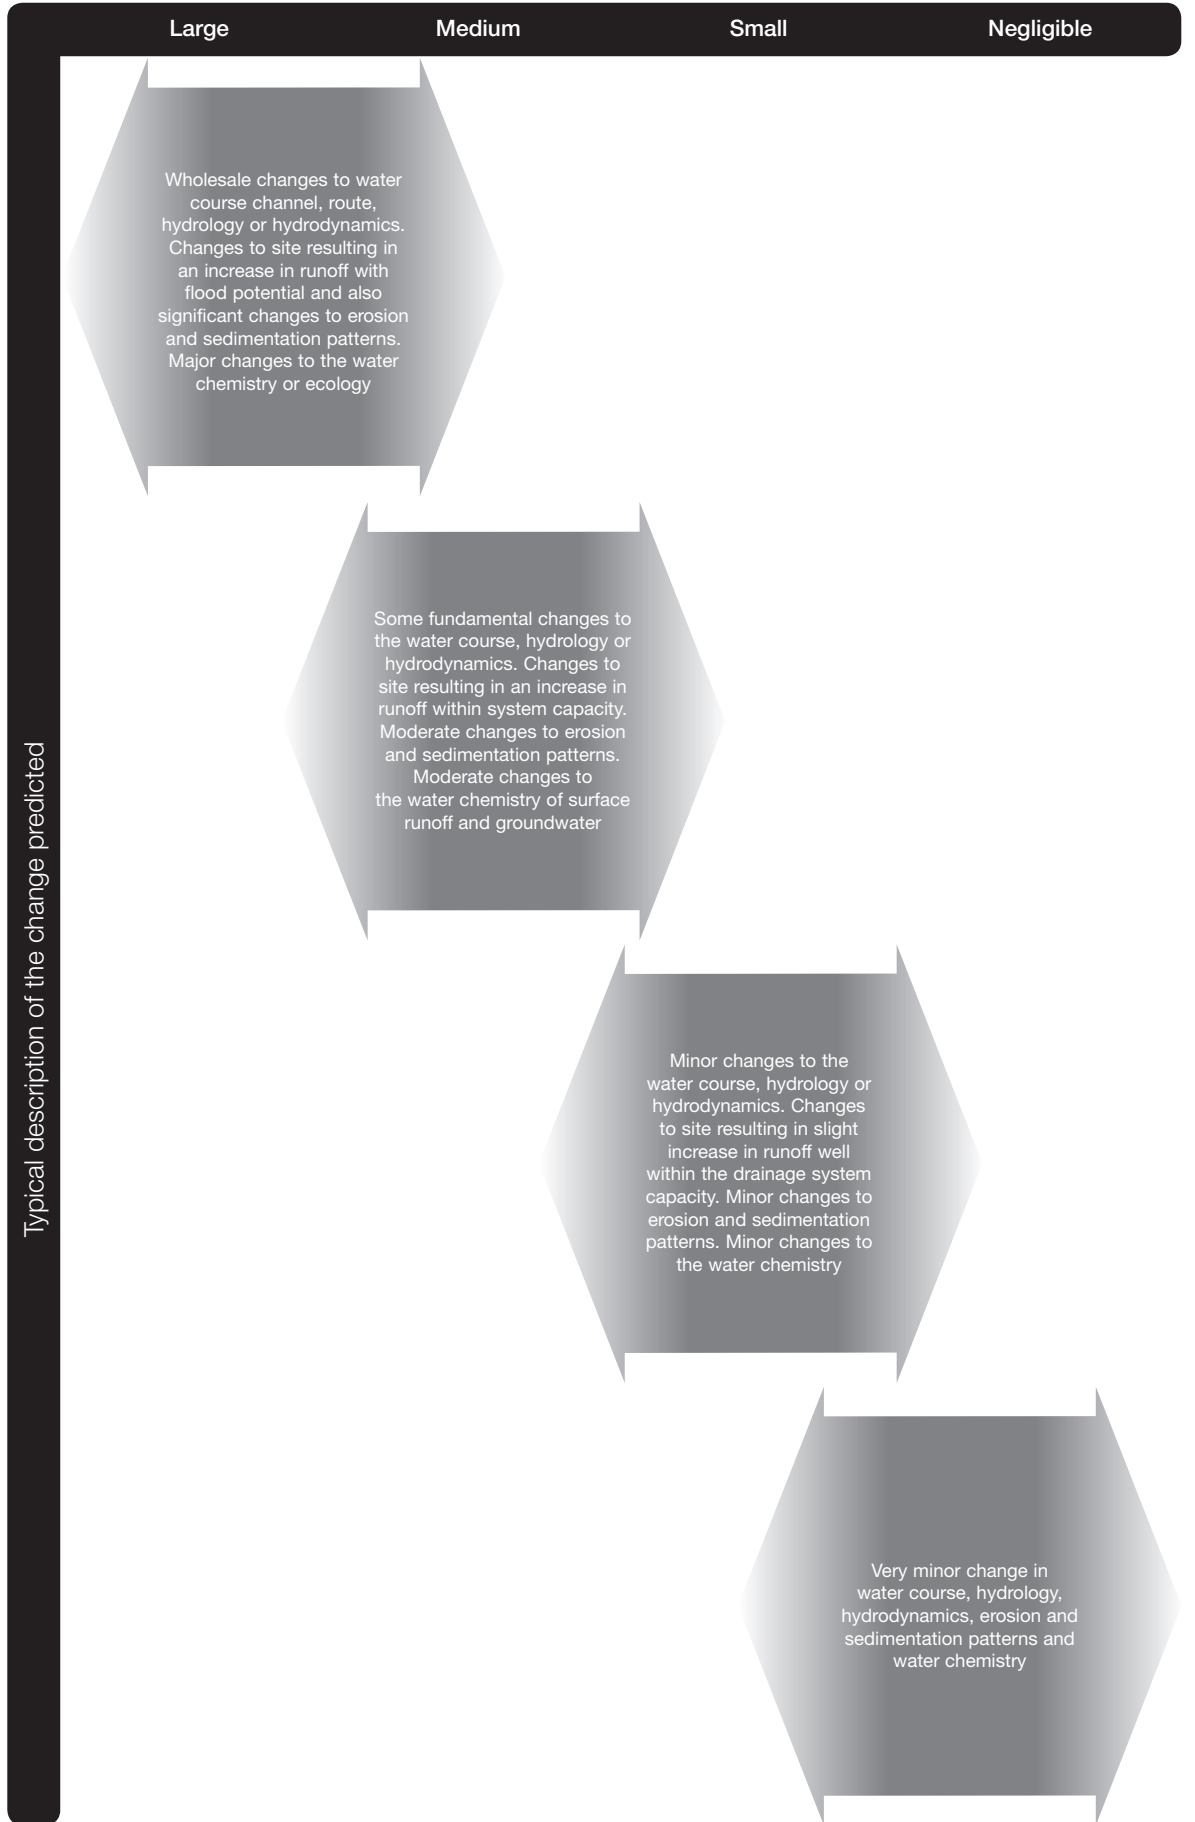 Large Medium Small Negligible
Typical description of the change predicted
Wholesale changes to water
course channel, route,
hydrology or hydrodynamics.
Changes to site resulting in
an increase in runoff with
flood potential and also
significant changes to erosion
and sedimentation patterns.
Major changes to the water
chemistry or ecology
Some fundamental changes to
the water course, hydrology or
hydrodynamics. Changes to
site resulting in an increase in
runoff within system capacity.
Moderate changes to erosion
and sedimentation patterns.
Moderate changes to
the water chemistry of surface
runoff and groundwater
Minor changes to the
water course, hydrology or
hydrodynamics. Changes
to site resulting in slight
increase in runoff well
within the drainage system
capacity. Minor changes to
erosion and sedimentation
patterns. Minor changes to
the water chemistry
Very minor change in
water course, hydrology,
hydrodynamics, erosion and
sedimentation patterns and
water chemistry